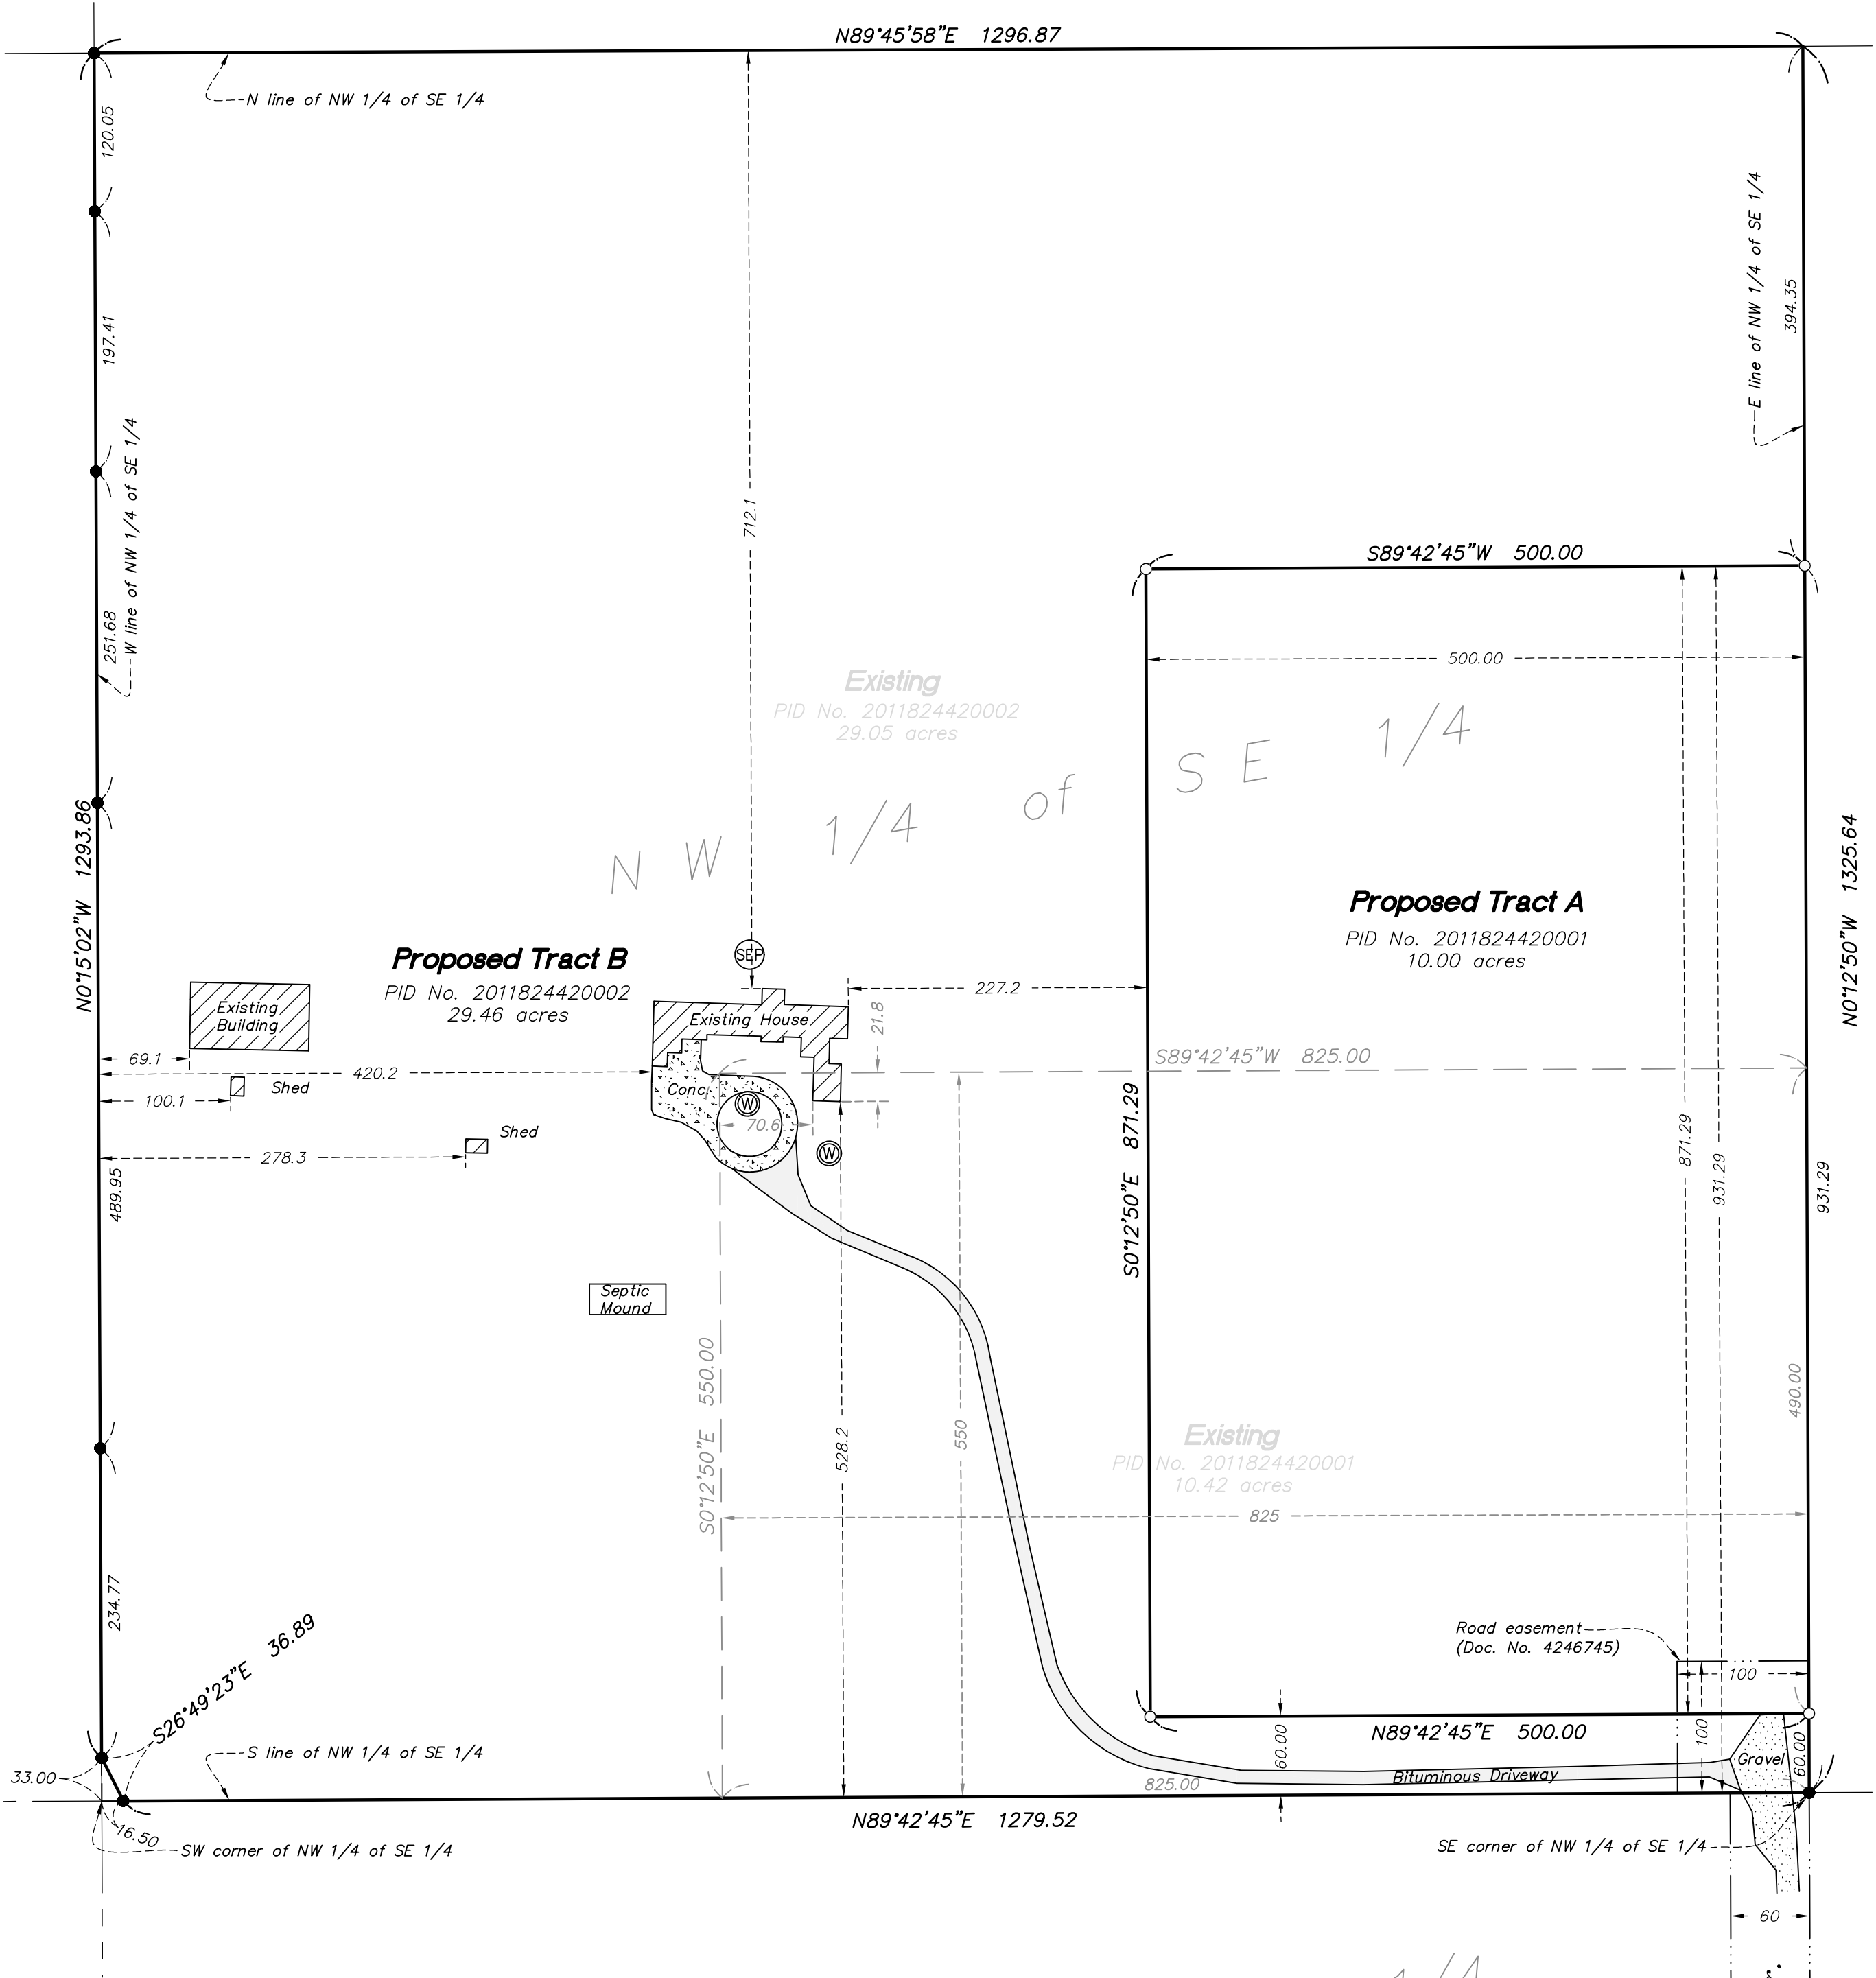 N89°45'58"E 1296.87
N line of NW 1/4 of SE 1/4
120.05
197.41
W line of NW 1/4 of SE 1/4
251.68
N0°15'02"W 1293.86
489.95
234.77
712.1
E line of NW 1/4 of SE 1/4
394.35
S89°42'45"W 500.00
500.00
Existing
PID No. 2011824420002
29.05 acres
NW 1/4 of SE 1/4
Proposed Tract A
PID No. 2011824420001
10.00 acres
N0°12'50"W 1325.64
Proposed Tract B
PID No. 2011824420002
29.46 acres
SEP
Existing
Building
Existing House
227.2
21.8
69.1
420.2
Shed
100.1
Conc
W
70.6
W
Shed
278.3
S89°42'45"W 825.00
S0°12'50"E 871.29
871.29
931.29
931.29
Septic
Mound
S0°12'50"E 550.00
528.2
550
490.00
Existing
PID No. 2011824420001
10.42 acres
825
Road easement
(Doc. No. 4246745)
100
100
S26°49'23"E 36.89
S line of NW 1/4 of SE 1/4
33.00
16.50
SW corner of NW 1/4 of SE 1/4
60.00
N89°42'45"E 500.00
Gravel
60.00
Bituminous Driveway
825.00
N89°42'45"E 1279.52
SE corner of NW 1/4 of SE 1/4
60
1/4